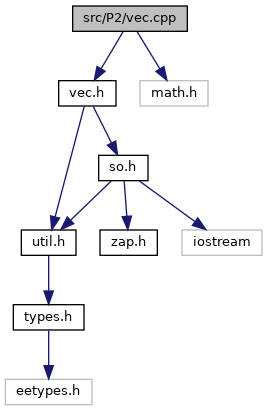 src/P2/vec.cpp
vec.h
math.h
so.h
util.h
zap.h
iostream
types.h
eetypes.h